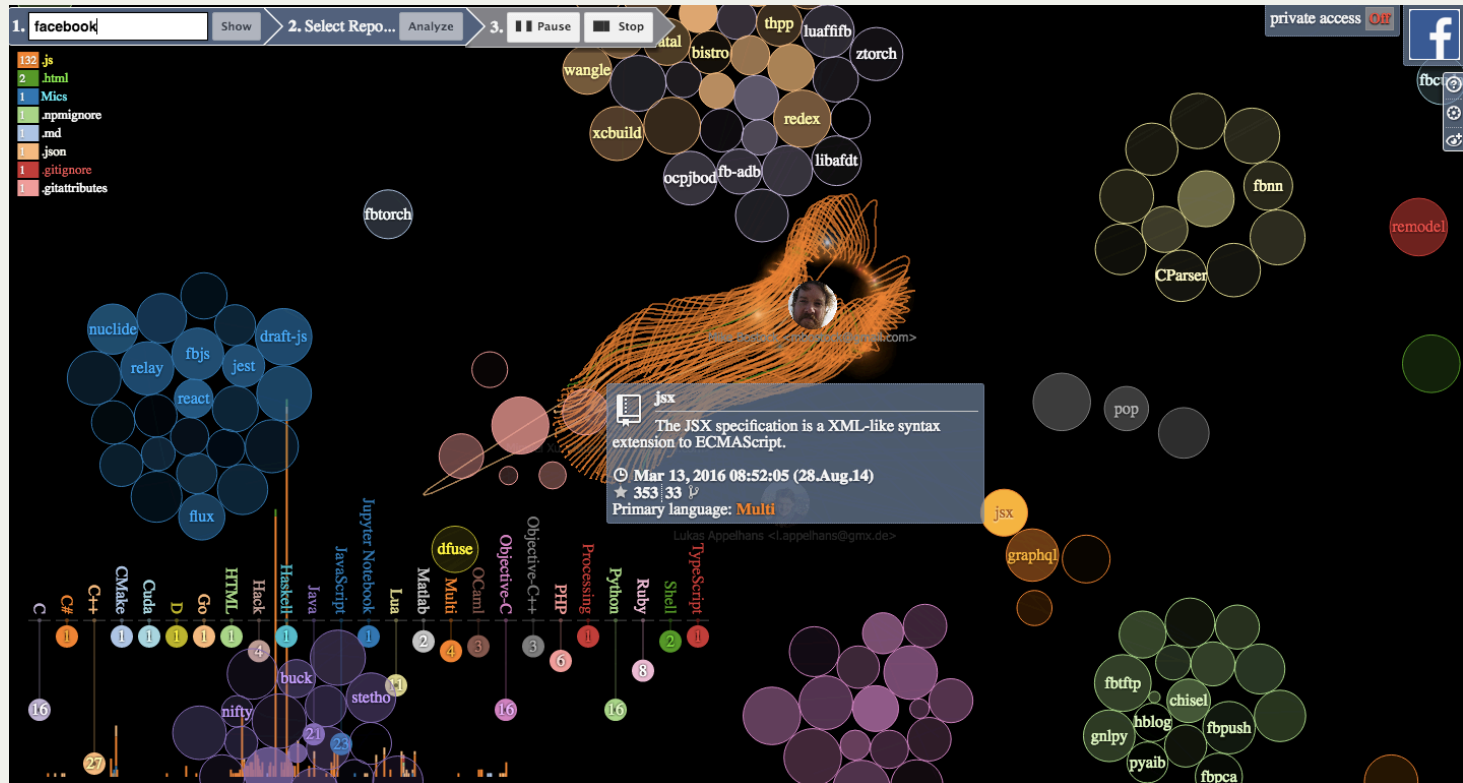 1. facebook Show 2. Select Repo... Analyze 3. Pause Stop
private access Off
132 .js
2 .html
1 Mics
1 .npmignore
1 .md
1 .json
1 .gitignore
1 .gitattributes
thpp
luaffifb
bistro
ztorch
wangle
redex
xcbuild
libafdt
ocpjbod
fb-adb
fbtorch
fbnn
remodel
CParser
nuclide
draft-js
fbjs
relay
jest
react
flux
pop
jsx
The JSX specification is a XML-like syntax
extension to ECMAScript.
Mar 13, 2016 08:52:05 (28.Aug.14)
353 33
Primary language: Multi
Lukas Appelhans <l.appelhans@gmx.de>
jsx
graphql
dfuse
C C# C++ CMake Cuda D Go HTML Hack Haskell Java JavaScript Jupyter Notebook Lua Matlab Multi OCaml Objective-C Objective-C++ PHP Processing Python Ruby Shell TypeScript
16 1 27 1 1 1 1 1 4 1 21 23 1 11 2 4 3 16 3 6 1 16 8 2 1
buck
stetho
nifty
fbtftp
chisel
hblog
fbpush
gnlpy
pyaib
fbpca